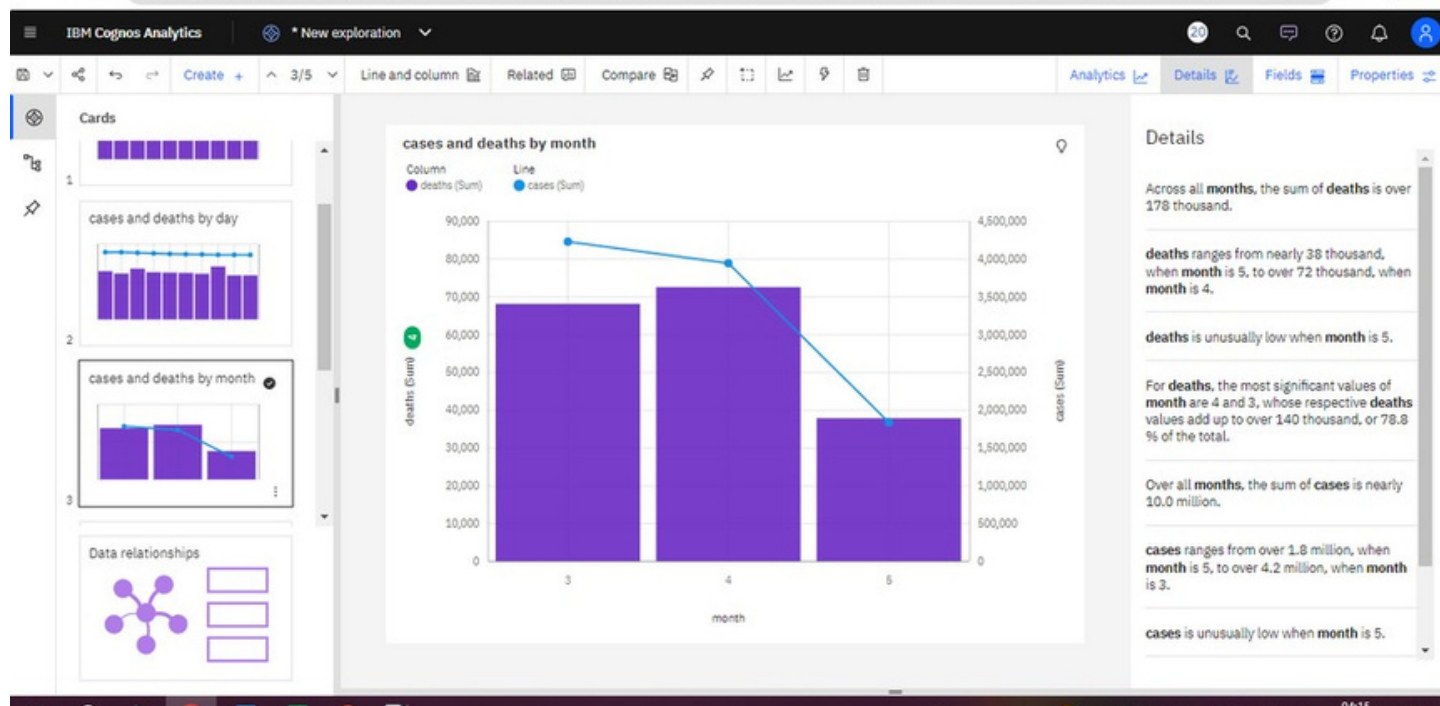 IBM Cognos Analytics
* New exploration
20
Create +
3/5
Line and column
Related
Compare
Analytics
Details
Fields
Properties
Cards
1
cases and deaths by day
2
cases and deaths by month
3
Data relationships
cases and deaths by month
Column
Line
deaths (Sum)
cases (Sum)
90,000
80,000
70,000
60,000
50,000
40,000
30,000
20,000
10,000
0
deaths (Sum)
4,500,000
4,000,000
3,500,000
3,000,000
2,500,000
2,000,000
1,500,000
1,000,000
500,000
0
cases (Sum)
3
4
5
month
Details
Across all months, the sum of deaths is over
178 thousand.
deaths ranges from nearly 38 thousand,
when month is 5, to over 72 thousand, when
month is 4.
deaths is unusually low when month is 5.
For deaths, the most significant values of
month are 4 and 3, whose respective deaths
values add up to over 140 thousand, or 78.8
% of the total.
Over all months, the sum of cases is nearly
10.0 million.
cases ranges from over 1.8 million, when
month is 5, to over 4.2 million, when month
is 3.
cases is unusually low when month is 5.